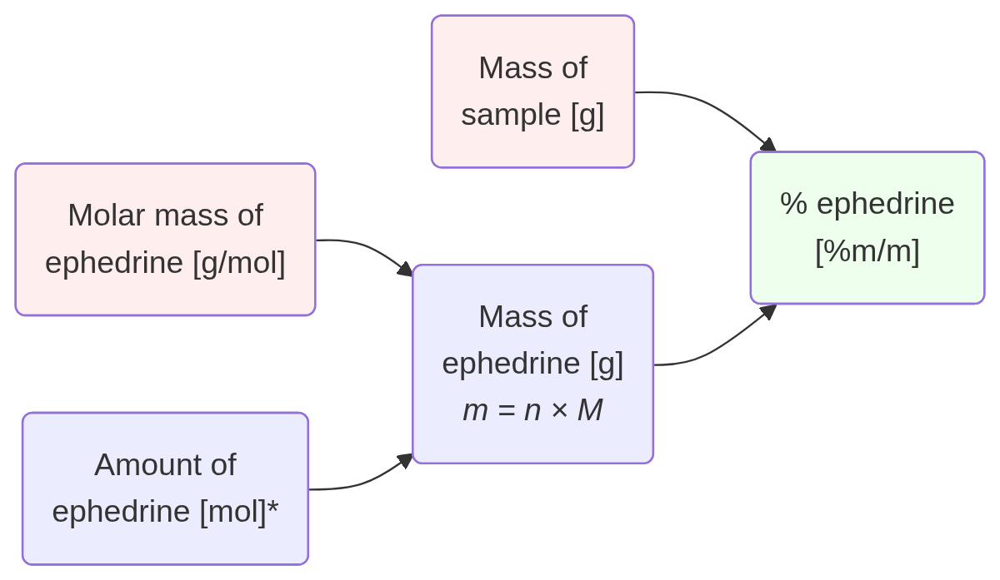 Mass of
sample [g]
Molar mass of
ephedrine [g/mol]
% ephedrine
[%m/m]
Mass of
ephedrine [g]
m = n × M
Amount of
ephedrine [mol]*